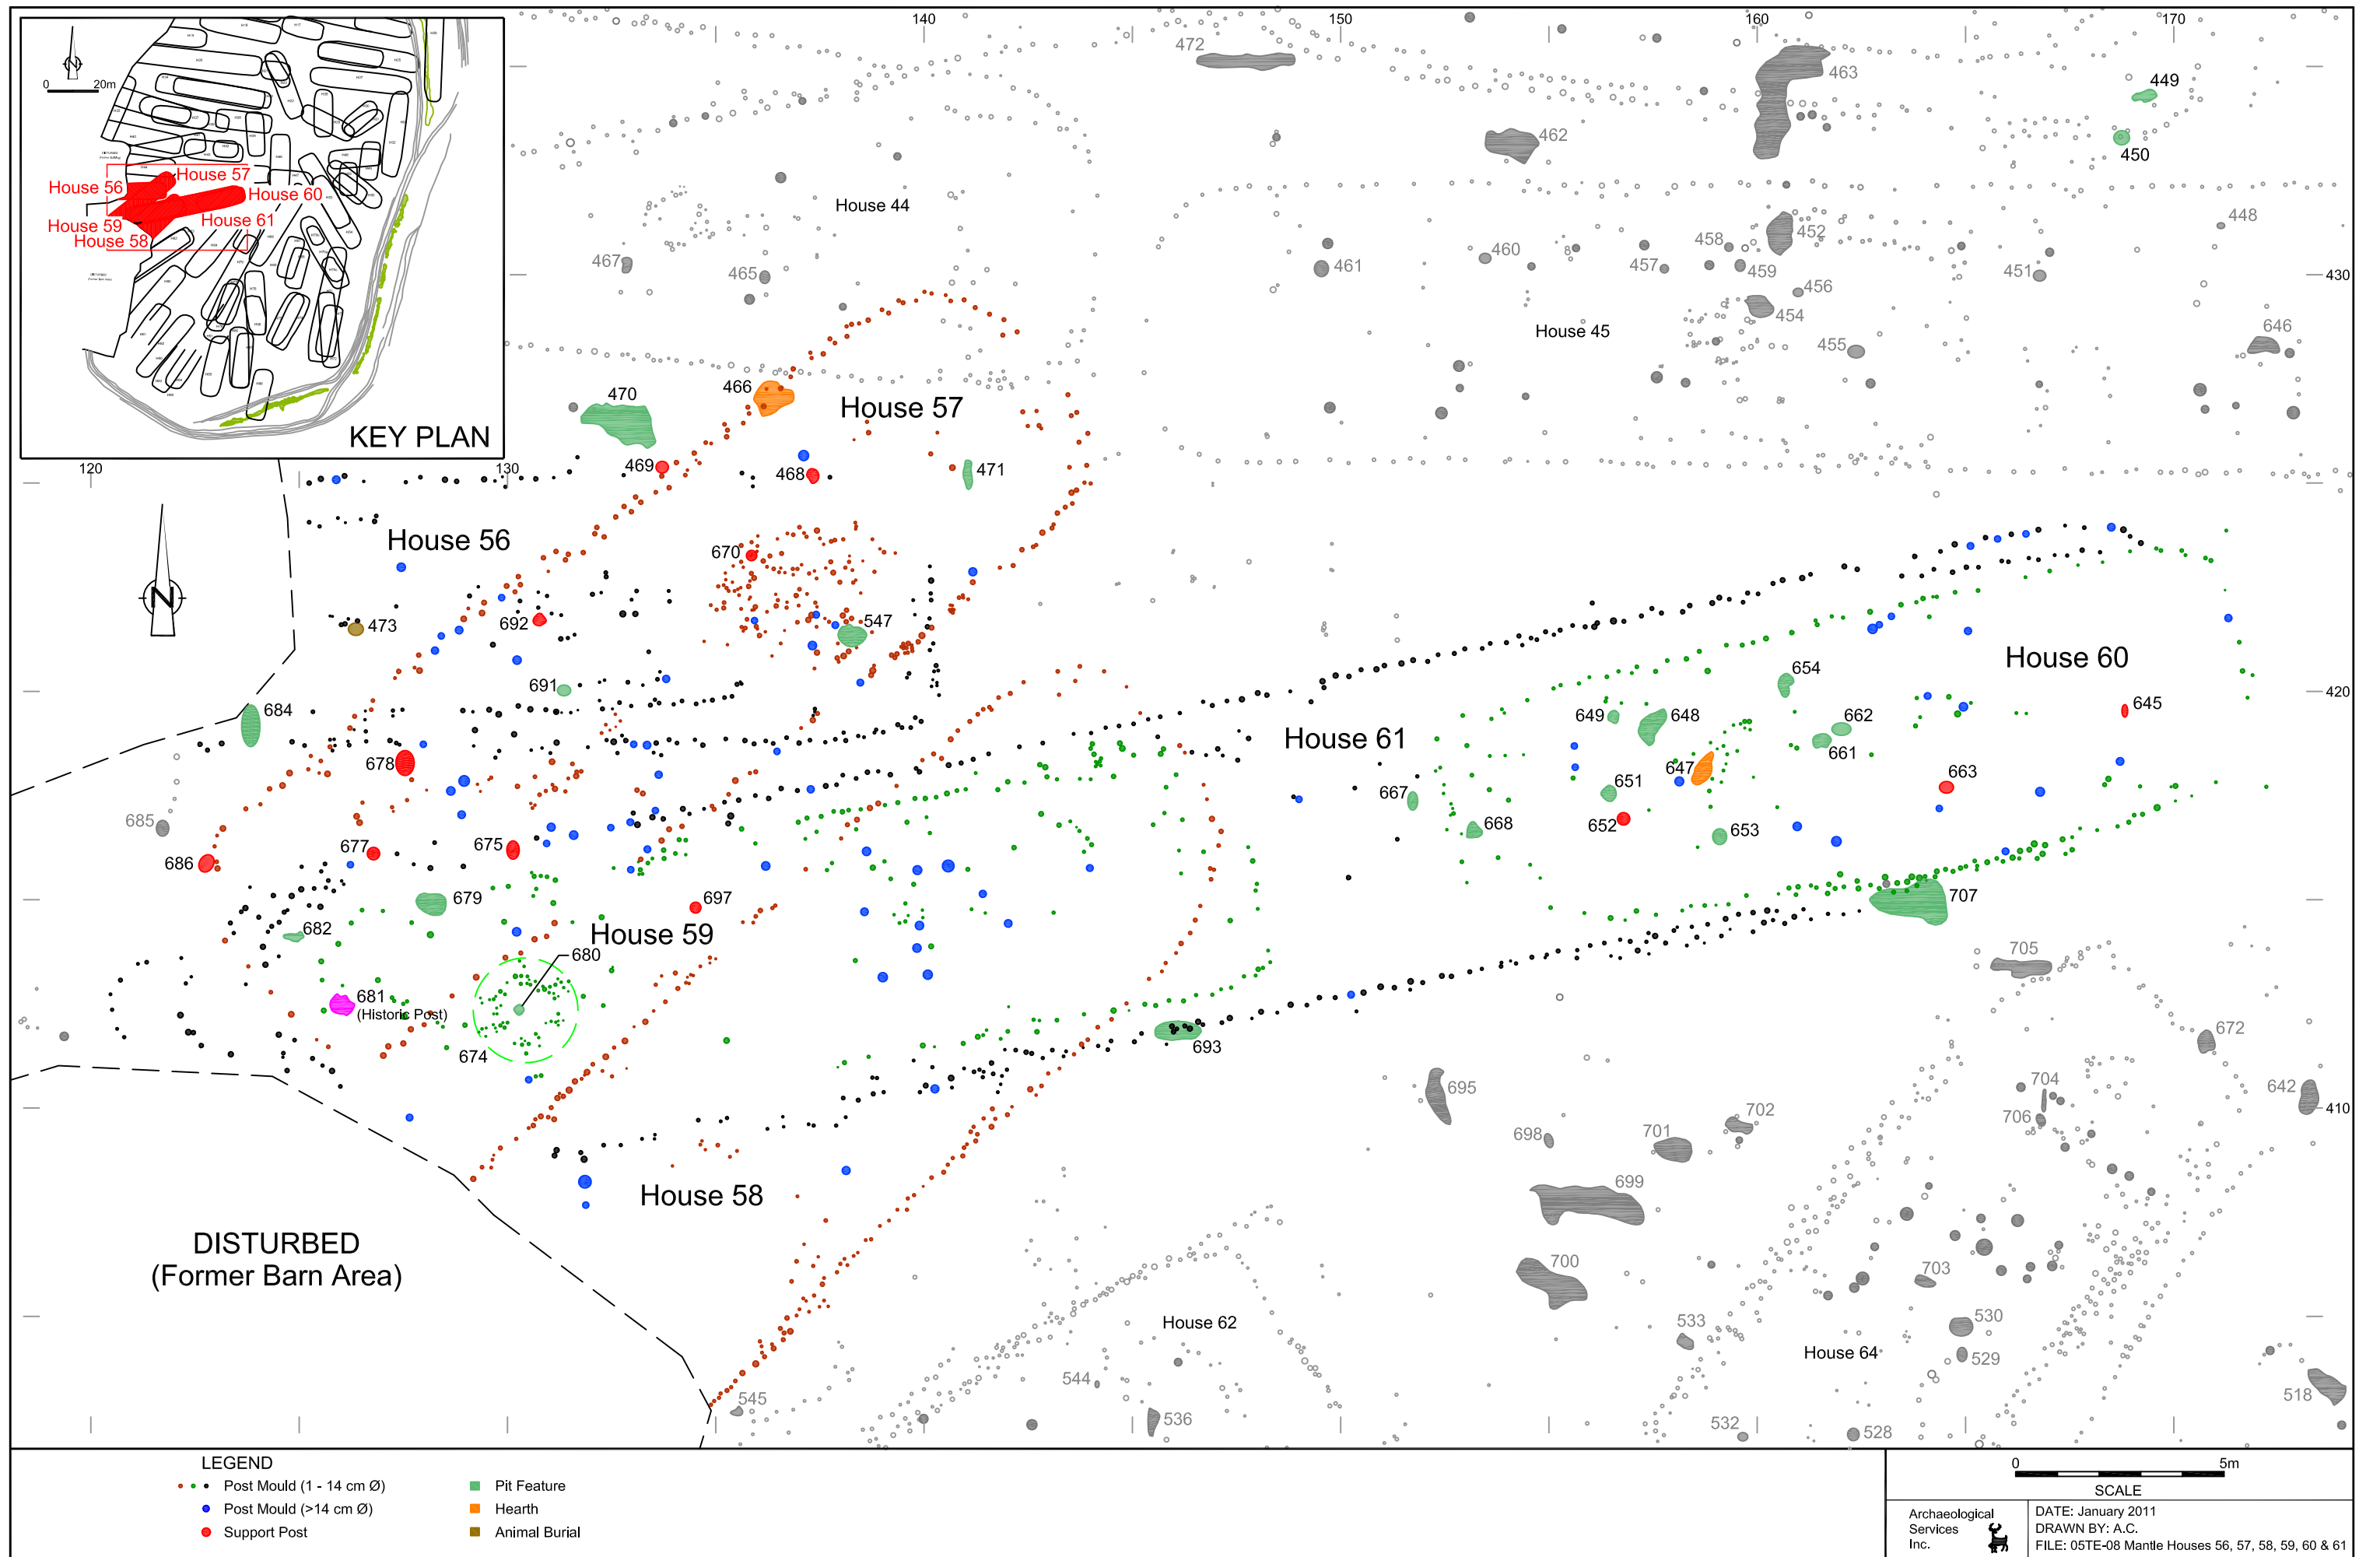 140
150
160
170
N
0 20m
House 56
House 57
House 60
House 59
House 61
House 58
KEY PLAN
472
463
449
462
450
House 44
448
467
465
461
460
458
452
457
459
451
430
456
454
House 45
455
646
470
466
House 57
120
130
469
468
471
House 56
670
N
473
692
547
House 60
691
654
684
House 61
649
648
662
645
420
678
661
647
663
685
667
651
668
652
653
686
677
675
679
697
707
682
House 59
680
705
681
(Historic Post)
674
693
672
695
704
642
410
702
706
698
701
House 58
699
DISTURBED
(Former Barn Area)
700
703
House 62
533
530
House 64
529
544
545
536
518
532
528
LEGEND
Post Mould (1 - 14 cm Ø)
Post Mould (>14 cm Ø)
Support Post
Pit Feature
Hearth
Animal Burial
0 5m
SCALE
Archaeological
Services
Inc.
DATE: January 2011
DRAWN BY: A.C.
FILE: 05TE-08 Mantle Houses 56, 57, 58, 59, 60 & 61